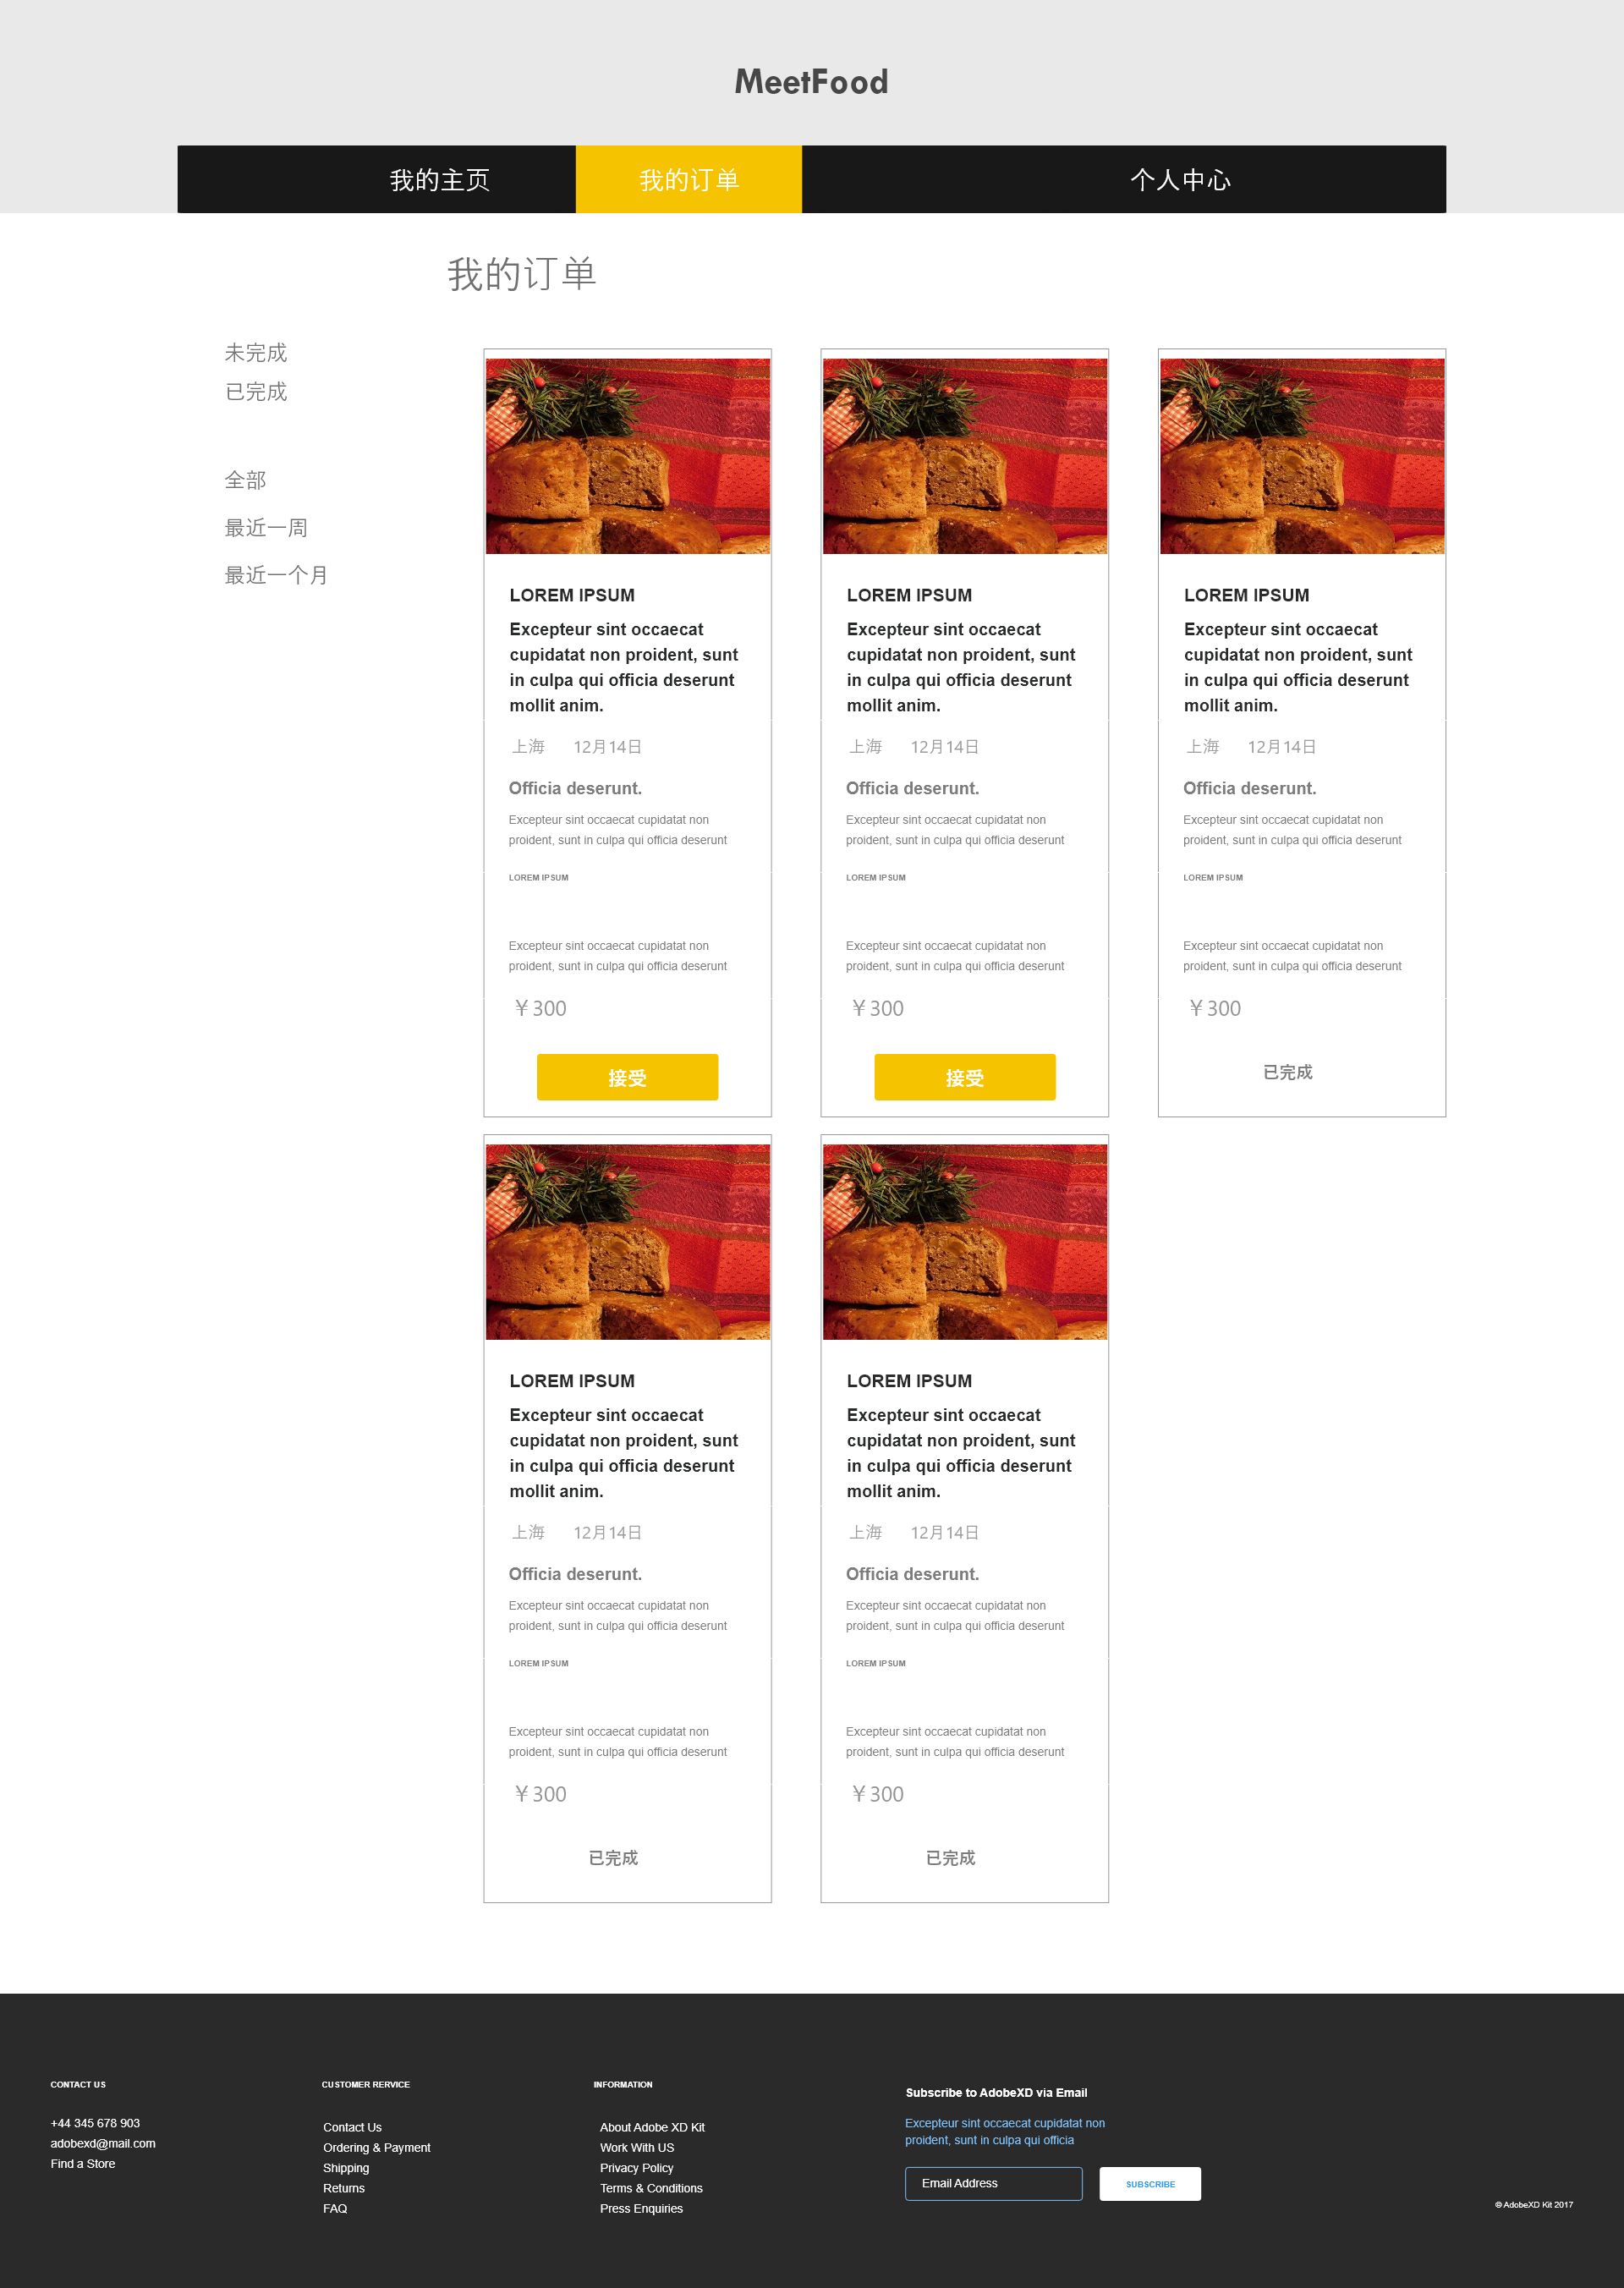 MeetFood
我的主页
我的订单
个人中心
我的订单
未完成
已完成
全部
最近一周
最近一个月
LOREM IPSUM
Excepteur sint occaecat
cupidatat non proident, sunt
in culpa qui officia deserunt
mollit anim.
上海 12月14日
Officia deserunt.
Excepteur sint occaecat cupidatat non
proident, sunt in culpa qui officia deserunt
LOREM IPSUM
Excepteur sint occaecat cupidatat non
proident, sunt in culpa qui officia deserunt
￥300
接受
LOREM IPSUM
Excepteur sint occaecat
cupidatat non proident, sunt
in culpa qui officia deserunt
mollit anim.
上海 12月14日
Officia deserunt.
Excepteur sint occaecat cupidatat non
proident, sunt in culpa qui officia deserunt
LOREM IPSUM
Excepteur sint occaecat cupidatat non
proident, sunt in culpa qui officia deserunt
￥300
接受
LOREM IPSUM
Excepteur sint occaecat
cupidatat non proident, sunt
in culpa qui officia deserunt
mollit anim.
上海 12月14日
Officia deserunt.
Excepteur sint occaecat cupidatat non
proident, sunt in culpa qui officia deserunt
LOREM IPSUM
Excepteur sint occaecat cupidatat non
proident, sunt in culpa qui officia deserunt
￥300
已完成
LOREM IPSUM
Excepteur sint occaecat
cupidatat non proident, sunt
in culpa qui officia deserunt
mollit anim.
上海 12月14日
Officia deserunt.
Excepteur sint occaecat cupidatat non
proident, sunt in culpa qui officia deserunt
LOREM IPSUM
Excepteur sint occaecat cupidatat non
proident, sunt in culpa qui officia deserunt
￥300
已完成
LOREM IPSUM
Excepteur sint occaecat
cupidatat non proident, sunt
in culpa qui officia deserunt
mollit anim.
上海 12月14日
Officia deserunt.
Excepteur sint occaecat cupidatat non
proident, sunt in culpa qui officia deserunt
LOREM IPSUM
Excepteur sint occaecat cupidatat non
proident, sunt in culpa qui officia deserunt
￥300
已完成
CONTACT US
+44 345 678 903
adobexd@mail.com
Find a Store
CUSTOMER RERVICE
Contact Us
Ordering & Payment
Shipping
Returns
FAQ
INFORMATION
About Adobe XD Kit
Work With US
Privacy Policy
Terms & Conditions
Press Enquiries
Subscribe to AdobeXD via Email
Excepteur sint occaecat cupidatat non
proident, sunt in culpa qui officia
Email Address
SUBSCRIBE
© AdobeXD Kit 2017